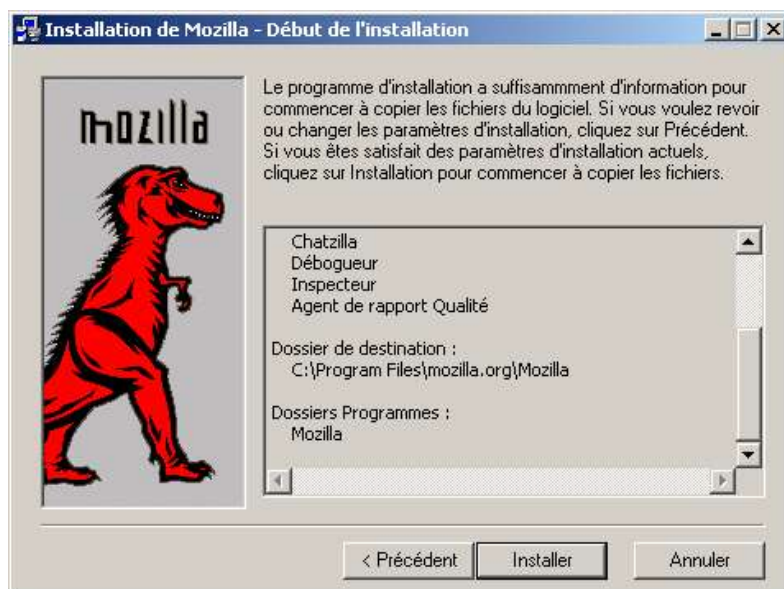 Installation de Mozilla - Début de l'installation
mozilla
Le programme d'installation a suffisammment d'information pour
commencer à copier les fichiers du logiciel. Si vous voulez revoir
ou changer les paramètres d'installation, cliquez sur Précédent.
Si vous êtes satisfait des paramètres d'installation actuels,
cliquez sur Installation pour commencer à copier les fichiers.
Chatzilla
Débogueur
Inspecteur
Agent de rapport Qualité
Dossier de destination :
C:\Program Files\mozilla.org\Mozilla
Dossiers Programmes :
Mozilla
< Précédent
Installer
Annuler